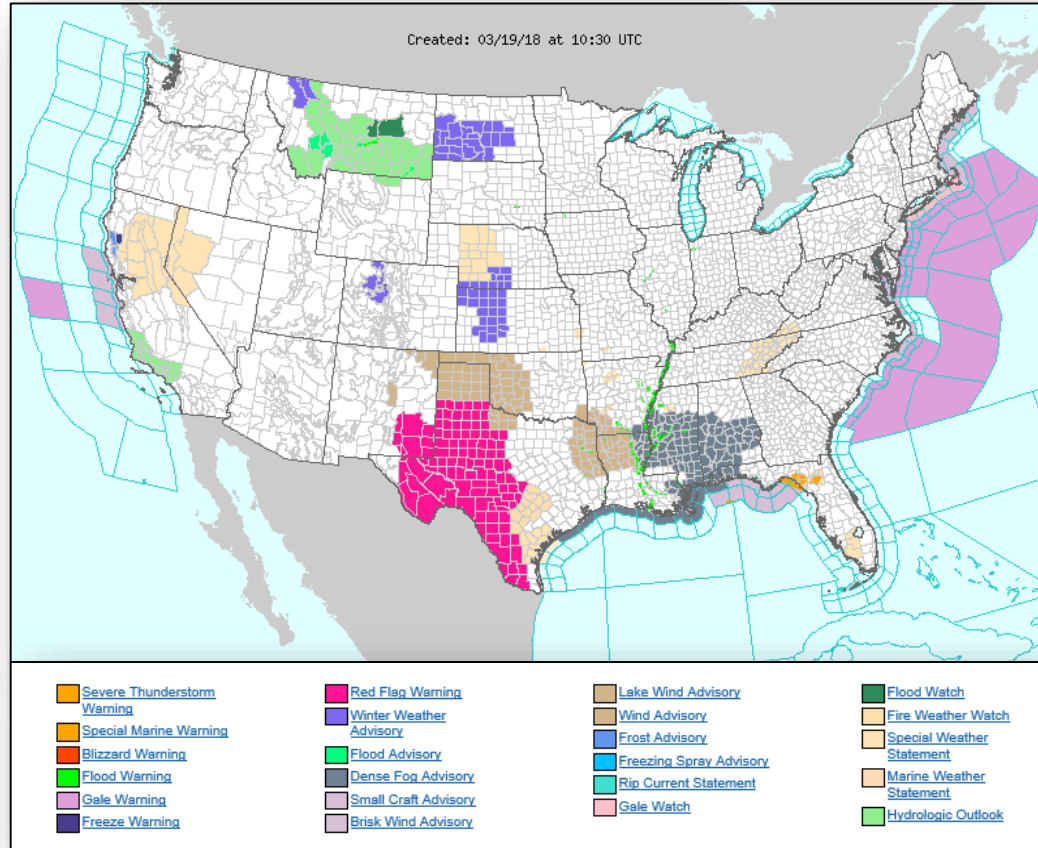 Created: 03/19/18 at 10:30 UTC
Severe Thunderstorm
Warning
Special Marine Warning
Blizzard Warning
Flood Warning
Gale Warning
Freeze Warning
Red Flag Warning
Winter Weather
Advisory
Flood Advisory
Dense Fog Advisory
Small Craft Advisory
Brisk Wind Advisory
Lake Wind Advisory
Wind Advisory
Frost Advisory
Freezing Spray Advisory
Rip Current Statement
Gale Watch
Flood Watch
Fire Weather Watch
Special Weather
Statement
Marine Weather
Statement
Hydrologic Outlook